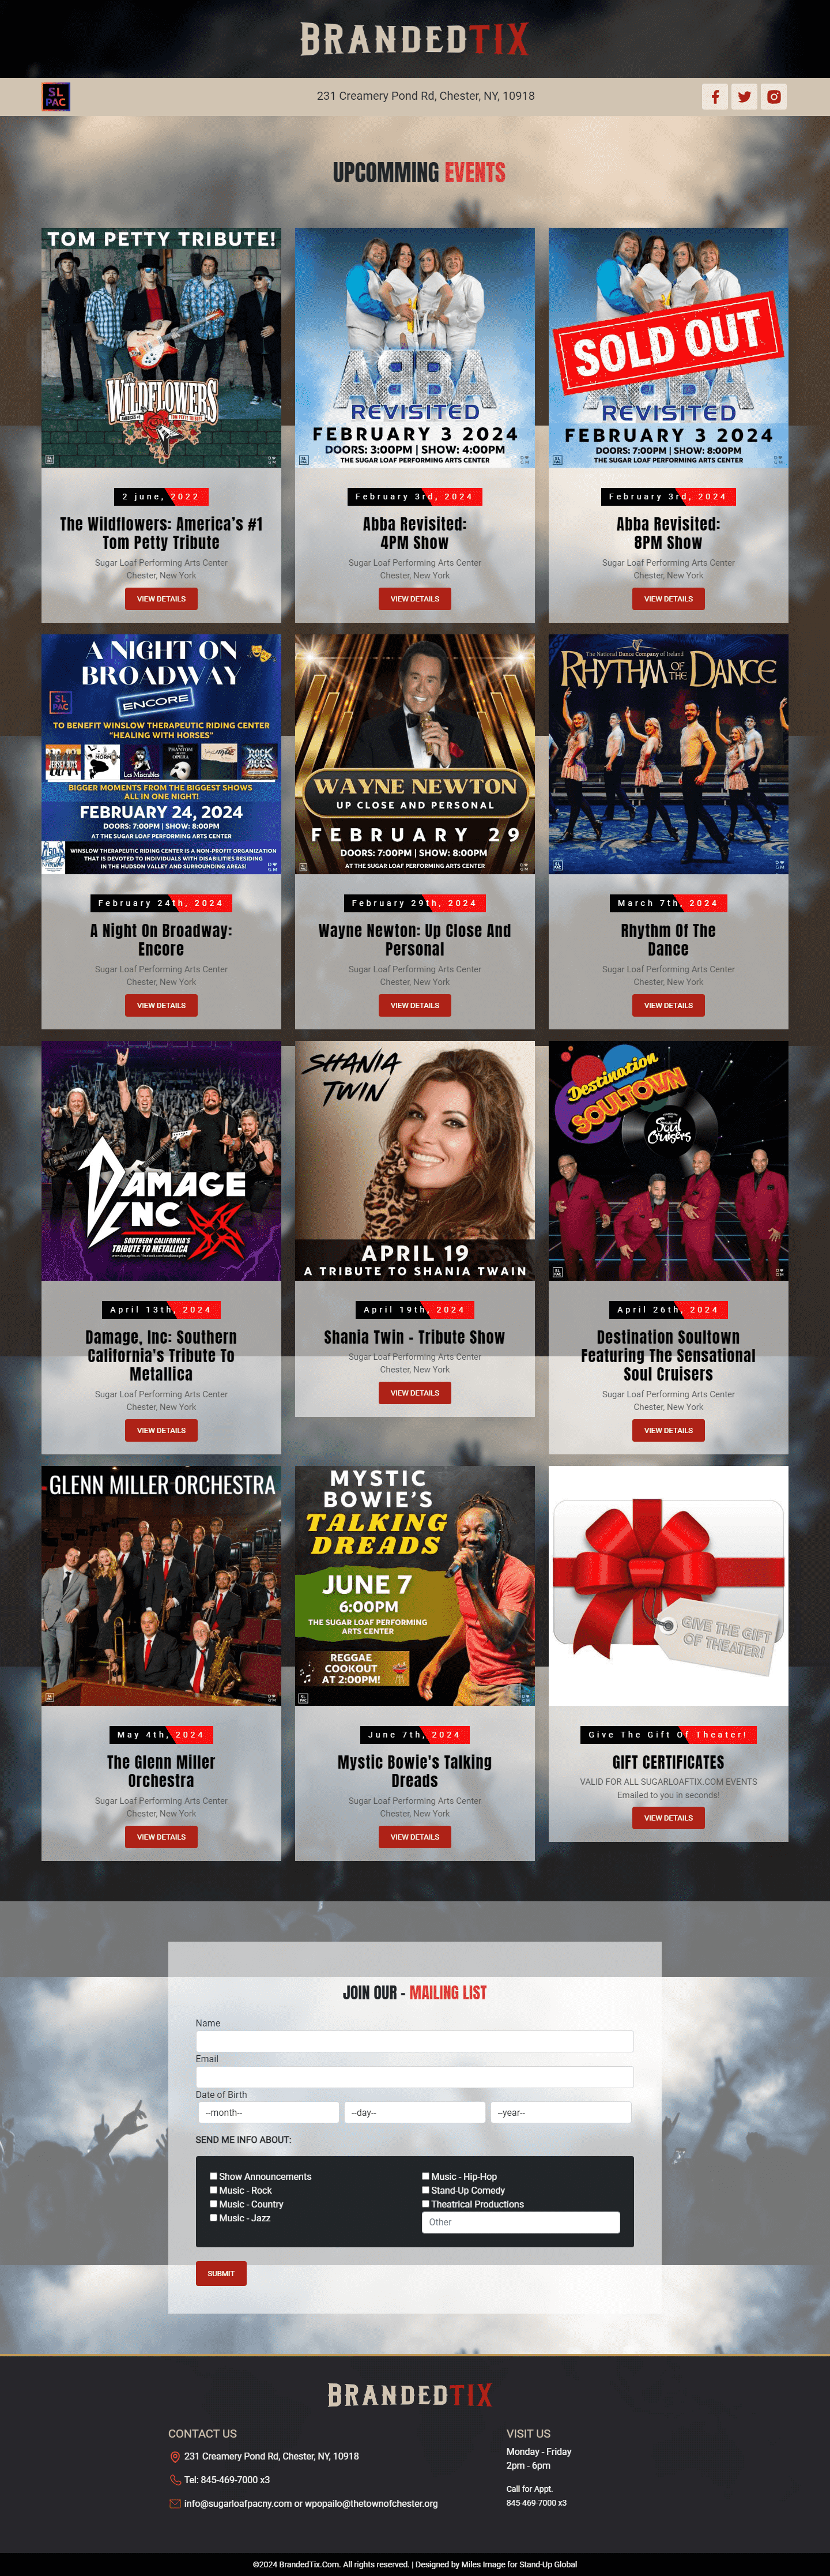 BRANDEDTIX
SL
PAC
231 Creamery Pond Rd, Chester, NY, 10918
UPCOMMING EVENTS
TOM PETTY TRIBUTE!
THE WILDFLOWERS
AMERICA'S #1 TOM PETTY TRIBUTE
2 june, 2022
The Wildflowers: America's #1
Tom Petty Tribute
Sugar Loaf Performing Arts Center
Chester, New York
VIEW DETAILS
ABBA
REVISITED
FEBRUARY 3 2024
DOORS: 3:00PM | SHOW: 4:00PM
THE SUGAR LOAF PERFORMING ARTS CENTER
February 3rd, 2024
Abba Revisited:
4PM Show
Sugar Loaf Performing Arts Center
Chester, New York
VIEW DETAILS
SOLD OUT
ABBA
REVISITED
FEBRUARY 3 2024
DOORS: 7:00PM | SHOW: 8:00PM
THE SUGAR LOAF PERFORMING ARTS CENTER
February 3rd, 2024
Abba Revisited:
8PM Show
Sugar Loaf Performing Arts Center
Chester, New York
VIEW DETAILS
A NIGHT ON
BROADWAY
SL
PAC
ENCORE
TO BENEFIT WINSLOW THERAPEUTIC RIDING CENTER
"HEALING WITH HORSES"
JERSEY BOYS
Les Misérables
THE PHANTOM OF THE OPERA
ROCK OF AGES
BIGGER MOMENTS FROM THE BIGGEST SHOWS
ALL IN ONE NIGHT!
FEBRUARY 24, 2024
DOORS: 7:00PM | SHOW: 8:00PM
AT THE SUGAR LOAF PERFORMING ARTS CENTER
WINSLOW THERAPEUTIC RIDING CENTER IS A NON-PROFIT ORGANIZATION
THAT IS DEVOTED TO INDIVIDUALS WITH DISABILITIES RESIDING
IN THE HUDSON VALLEY AND SURROUNDING AREAS!
February 24th, 2024
A Night On Broadway:
Encore
Sugar Loaf Performing Arts Center
Chester, New York
VIEW DETAILS
WAYNE NEWTON
UP CLOSE AND PERSONAL
FEBRUARY 29
DOORS: 7:00PM | SHOW: 8:00PM
AT THE SUGAR LOAF PERFORMING ARTS CENTER
February 29th, 2024
Wayne Newton: Up Close And
Personal
Sugar Loaf Performing Arts Center
Chester, New York
VIEW DETAILS
The National Dance Company of Ireland
RHYTHM OF THE DANCE
March 7th, 2024
Rhythm Of The
Dance
Sugar Loaf Performing Arts Center
Chester, New York
VIEW DETAILS
DAMAGE
INC
SOUTHERN CALIFORNIA'S
TRIBUTE TO METALLICA
April 13th, 2024
Damage, Inc: Southern
California's Tribute To
Metallica
Sugar Loaf Performing Arts Center
Chester, New York
VIEW DETAILS
SHANIA
TWIN
APRIL 19
A TRIBUTE TO SHANIA TWAIN
April 19th, 2024
Shania Twin - Tribute Show
Sugar Loaf Performing Arts Center
Chester, New York
VIEW DETAILS
Destination
SOULTOWN
Soul
Cruisers
April 26th, 2024
Destination Soultown
Featuring The Sensational
Soul Cruisers
Sugar Loaf Performing Arts Center
Chester, New York
VIEW DETAILS
GLENN MILLER ORCHESTRA
May 4th, 2024
The Glenn Miller
Orchestra
Sugar Loaf Performing Arts Center
Chester, New York
VIEW DETAILS
MYSTIC
BOWIE'S
TALKING
DREADS
JUNE 7
6:00PM
THE SUGAR LOAF PERFORMING
ARTS CENTER
REGGAE
COOKOUT
AT 2:00PM!
June 7th, 2024
Mystic Bowie's Talking
Dreads
Sugar Loaf Performing Arts Center
Chester, New York
VIEW DETAILS
GIVE THE GIFT
OF THEATER!
Give The Gift Of Theater!
GIFT CERTIFICATES
VALID FOR ALL SUGARLOAFTIX.COM EVENTS
Emailed to you in seconds!
VIEW DETAILS
JOIN OUR - MAILING LIST
Name
Email
Date of Birth
--month-- --day-- --year--
SEND ME INFO ABOUT:
Show Announcements
Music - Rock
Music - Country
Music - Jazz
Music - Hip-Hop
Stand-Up Comedy
Theatrical Productions
Other
SUBMIT
BRANDEDTIX
CONTACT US
231 Creamery Pond Rd, Chester, NY, 10918
Tel: 845-469-7000 x3
info@sugarloafpacny.com or wpopailo@thetownofchester.org
VISIT US
Monday - Friday
2pm - 6pm
Call for Appt.
845-469-7000 x3
©2024 BrandedTix.Com. All rights reserved. | Designed by Miles Image for Stand-Up Global